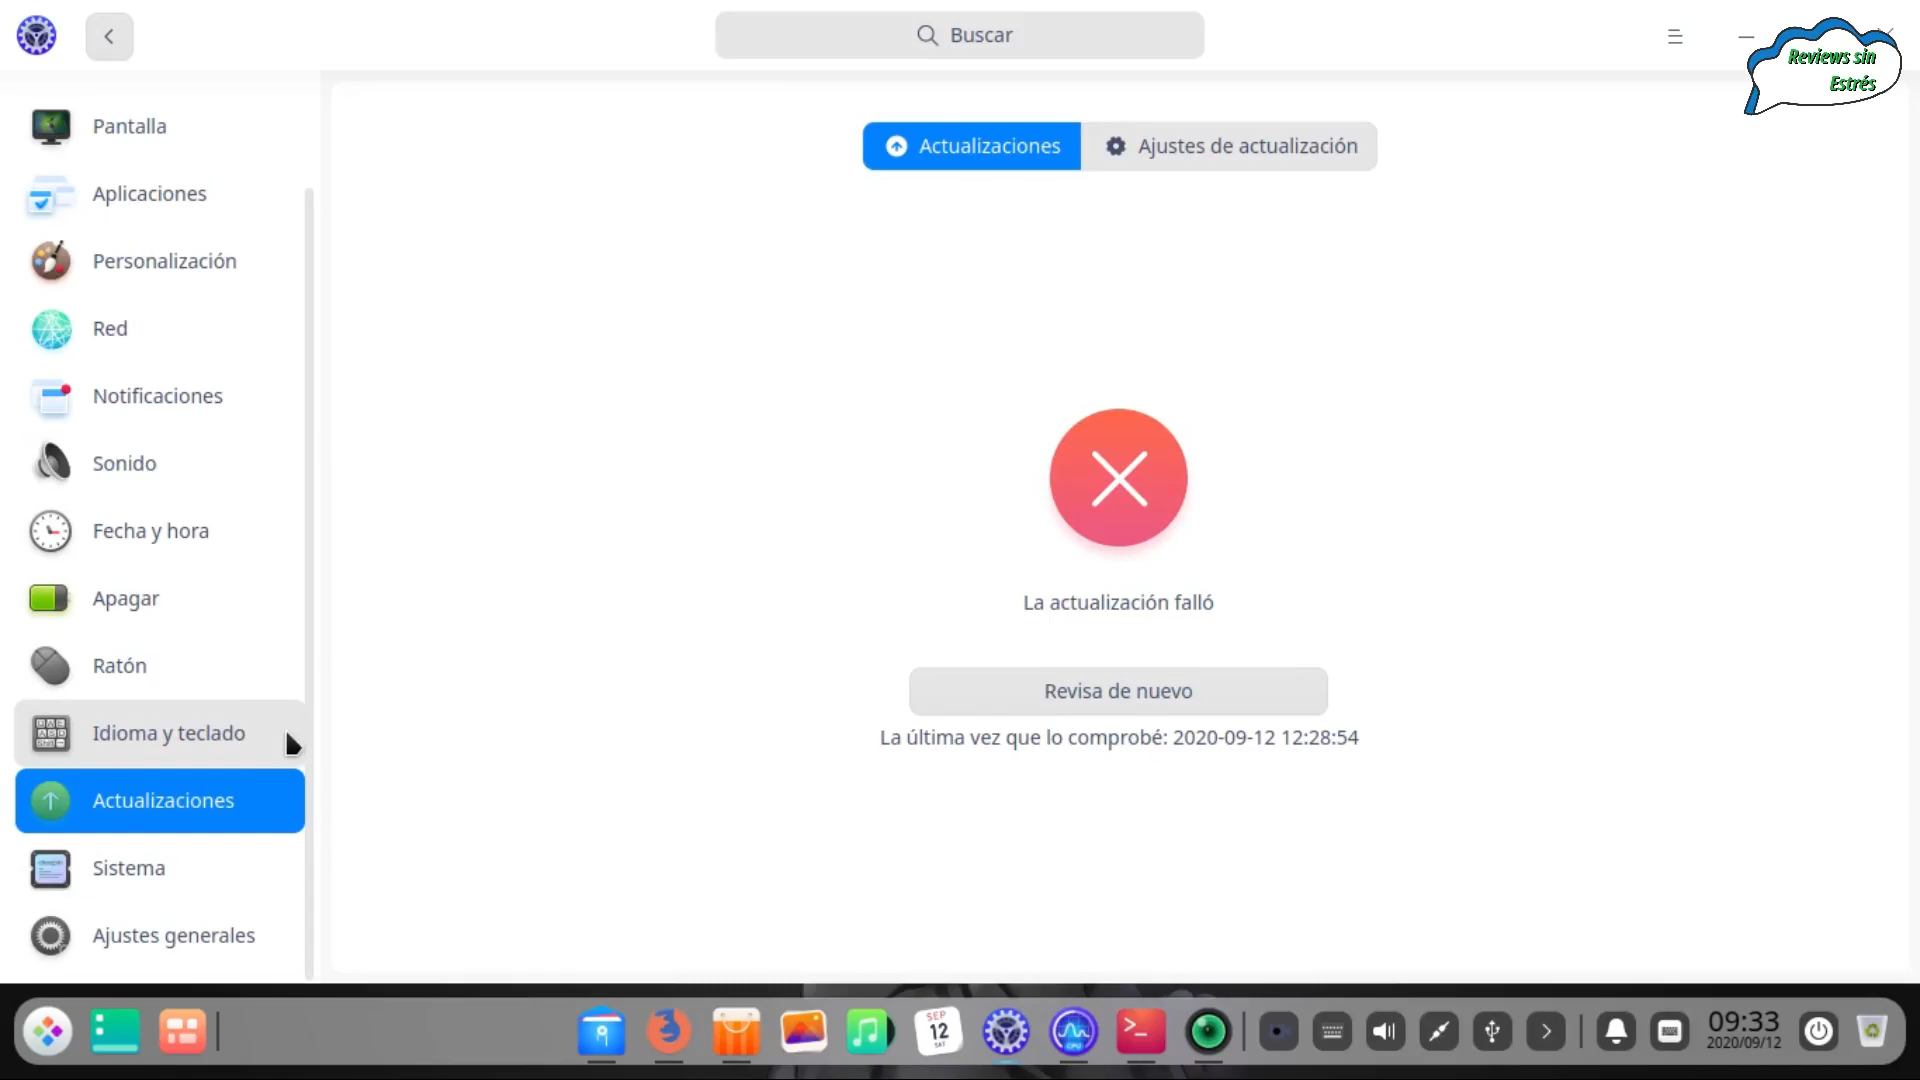 Buscar
Reviews sin
Estrés
Pantalla
Aplicaciones
Personalización
Red
Notificaciones
Sonido
Fecha y hora
Apagar
Ratón
Idioma y teclado
Actualizaciones
Sistema
Ajustes generales
Actualizaciones
Ajustes de actualización
La actualización falló
Revisa de nuevo
La última vez que lo comprobé: 2020-09-12 12:28:54
SEP
12
SAT
CPU
09:33
2020/09/12